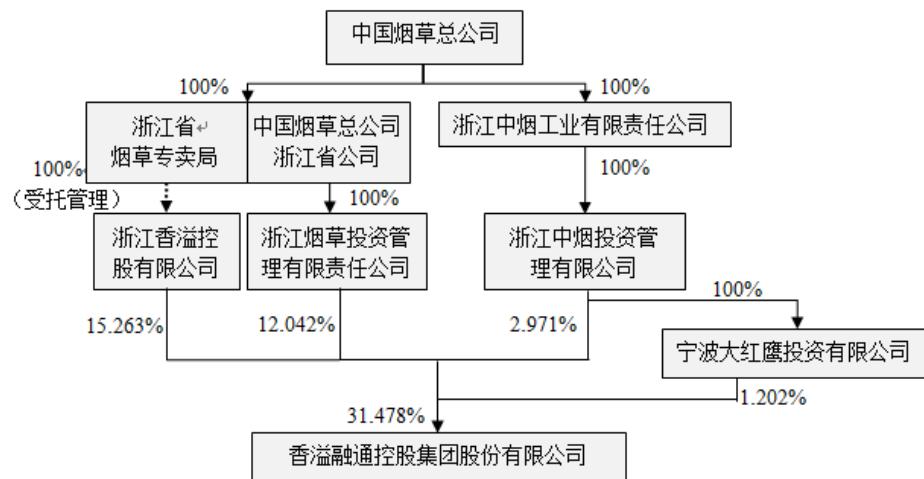 中国烟草总公司
100%
100%
浙江省
烟草专卖局
中国烟草总公司
浙江省公司
浙江中烟工业有限责任公司
100%
（受托管理）
100%
100%
浙江香溢控
股有限公司
浙江烟草投资管
理有限责任公司
浙江中烟投资管
理有限公司
100%
15.263%
12.042%
2.971%
宁波大红鹰投资有限公司
1.202%
31.478%
香溢融通控股集团股份有限公司